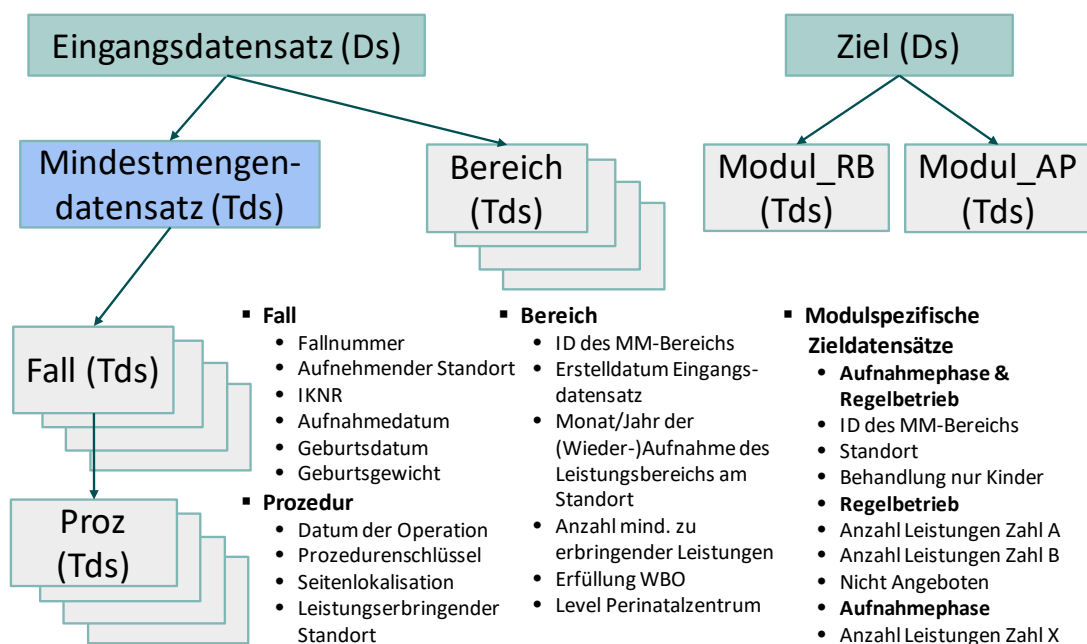 Eingangsdatensatz (Ds)
Ziel (Ds)
Mindestmengen-
datensatz (Tds)
Bereich
(Tds)
Modul_RB
(Tds)
Modul_AP
(Tds)
Fall (Tds)
Proz
(Tds)
▪ Fall
• Fallnummer
• Aufnehmender Standort
• IKNR
• Aufnahmedatum
• Geburtsdatum
• Geburtsgewicht
▪ Prozedur
• Datum der Operation
• Prozedurenschlüssel
• Seitenlokalisation
• Leistungserbringender
Standort
▪ Bereich
• ID des MM-Bereichs
• Erstelldatum Eingangs-
datensatz
• Monat/Jahr der
(Wieder-)Aufnahme des
Leistungsbereichs am
Standort
• Anzahl mind. zu
erbringender Leistungen
• Erfüllung WBO
• Level Perinatalzentrum
▪ Modulspezifische
Zieldatensätze
• Aufnahmephase &
Regelbetrieb
• ID des MM-Bereichs
• Standort
• Behandlung nur Kinder
• Regelbetrieb
• Anzahl Leistungen Zahl A
• Anzahl Leistungen Zahl B
• Nicht Angeboten
• Aufnahmephase
• Anzahl Leistungen Zahl X